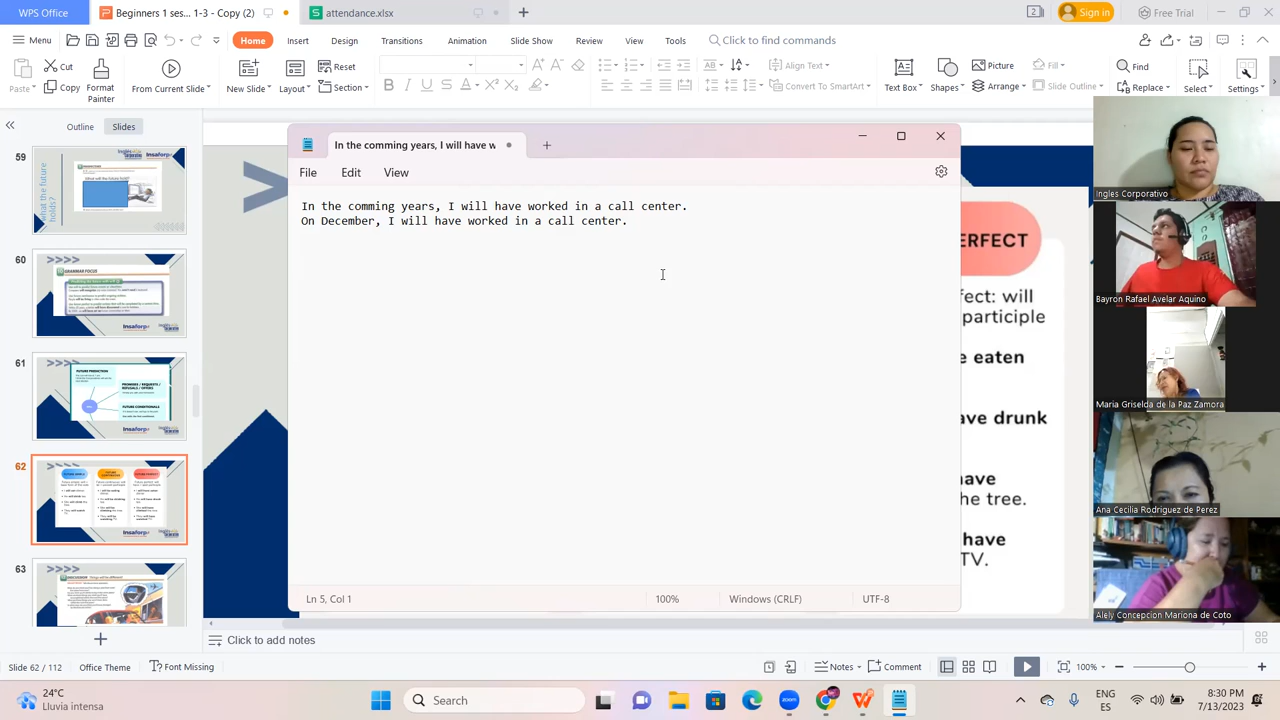 WPS Office
Beginners 1 ses... 1-3 - Copy (2)
attendance.xlsx
Sign in
Free Trial
Menu
Home
Insert
Design
Transitions
Animation
Slide Show
Review
View
Tools
Click to find commands
Cut
Copy
Format
Painter
From Current Slide
New Slide
Layout
Reset
Section
Align Text
Convert To SmartArt
Text Box
Shapes
Picture
Fill
Arrange
Slide Outline
Find
Replace
Select
Settings
Outline
Slides
59
60
61
62
63
In the comming years, I will have w
File
Edit
View
In the comming years, I will have worked in a call center.
On December, I will have worked in a call center.
Ln 5, Col 1
100%
Windows (CRLF)
UTF-8
ERFECT
fect: will
participle
e eaten
ave drunk
have
the tree.
have
TV.
Ingles Corporativo
Bayron Rafael Avelar Aquino
Maria Griselda de la Paz Zamora
Ana Cecilia Rodriguez de Perez
Alely Concepcion Mariona de Coto
GRAMMAR FOCUS
FUTURE PREDICTION
Insaforp
Click to add notes
Slide 62 / 112
Office Theme
Font Missing
Notes
Comment
100%
24°C
Lluvia intensa
Search
zoom
ENG
ES
8:30 PM
7/13/2023